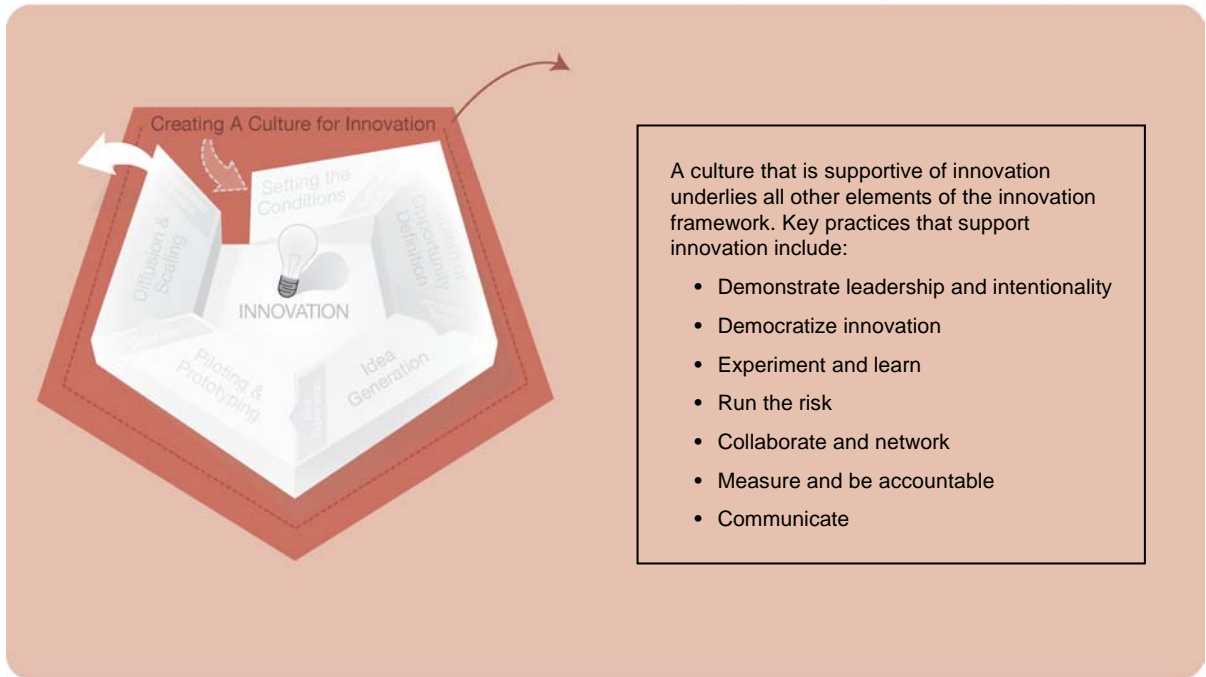 Creating A Culture for Innovation
Setting the
Conditions
Opportunity
Definition
Idea
Generation
Piloting &
Prototyping
Diffusion &
Scaling
INNOVATION
A culture that is supportive of innovation
underlies all other elements of the innovation
framework. Key practices that support
innovation include:
• Demonstrate leadership and intentionality
• Democratize innovation
• Experiment and learn
• Run the risk
• Collaborate and network
• Measure and be accountable
• Communicate